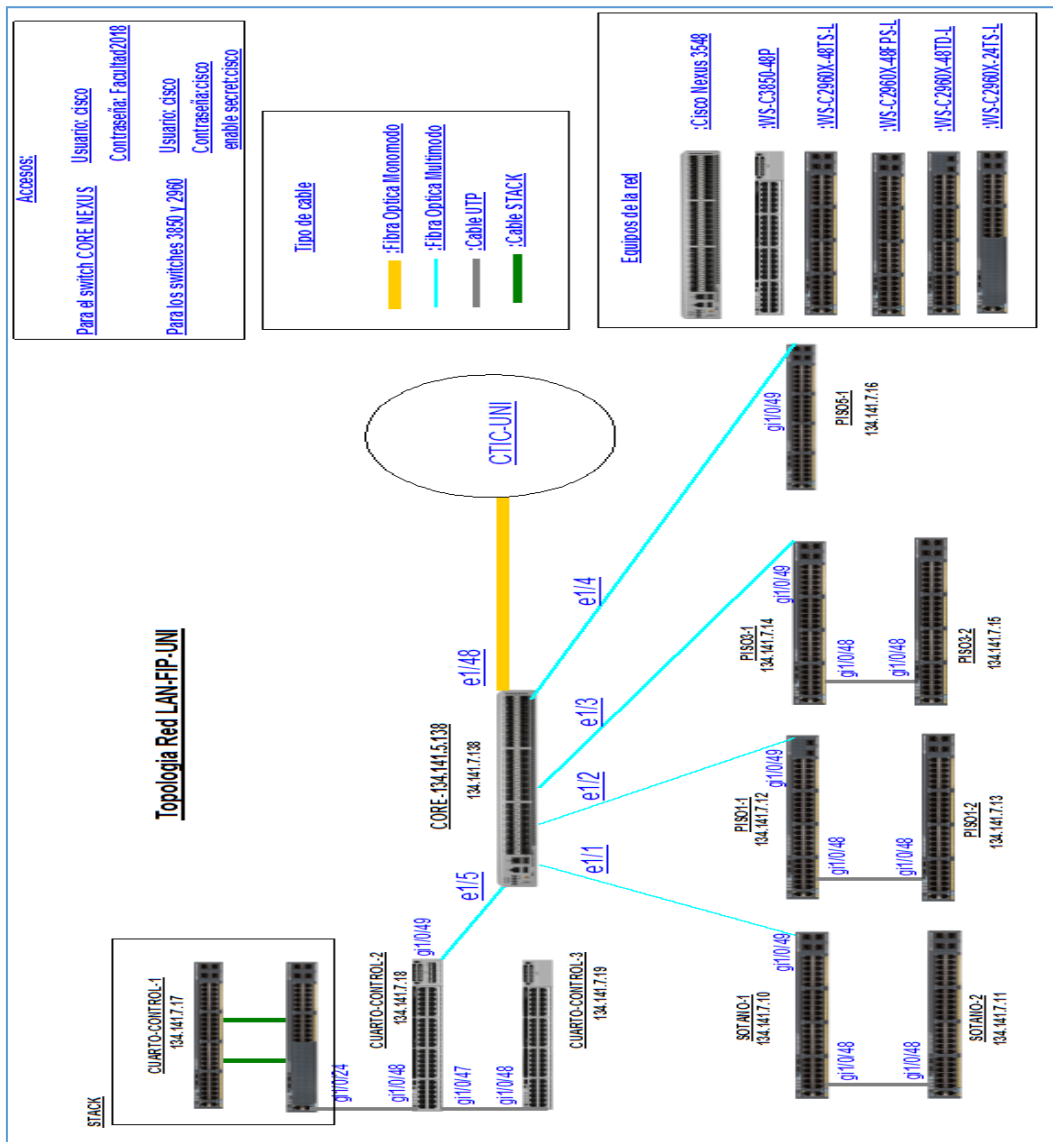 Topologia Red LAN-FIP-UNI
STACK
CUARTO-CONTROL-1
134.141.7.17
gi1/0/24
gi1/0/48
CUARTO-CONTROL-2
134.141.7.18
gi1/0/49
gi1/0/47
gi1/0/48
CUARTO-CONTROL-3
134.141.7.19
CORE-134.141.5.138
134.141.7.138
e1/5
e1/48
e1/1
e1/2
e1/3
e1/4
CTIC-UNI
SOTANO-1
134.141.7.10
gi1/0/49
gi1/0/48
gi1/0/48
SOTANO-2
134.141.7.11
PISO1-1
134.141.7.12
gi1/0/49
gi1/0/48
gi1/0/48
PISO1-2
134.141.7.13
PISO3-1
134.141.7.14
gi1/0/49
gi1/0/48
gi1/0/48
PISO3-2
134.141.7.15
gi1/0/49
PISO5-1
134.141.7.16
Accesos:
Para el switch CORE NEXUS
Usuario: cisco
Contraseña: Facultad2018
Para los switches 3850 y 2960
Usuario: cisco
Contraseña:cisco
enable secret:cisco
Tipo de cable
:Fibra Optica Monomodo
:Fibra Optica Multimodo
:Cable UTP
:Cable STACK
Equipos de la red
:Cisco Nexus 3548
:WS-C3850-48P
:WS-C2960X-48TS-L
:WS-C2960X-48FPS-L
:WS-C2960X-48TD-L
:WS-C2960X-24TS-L